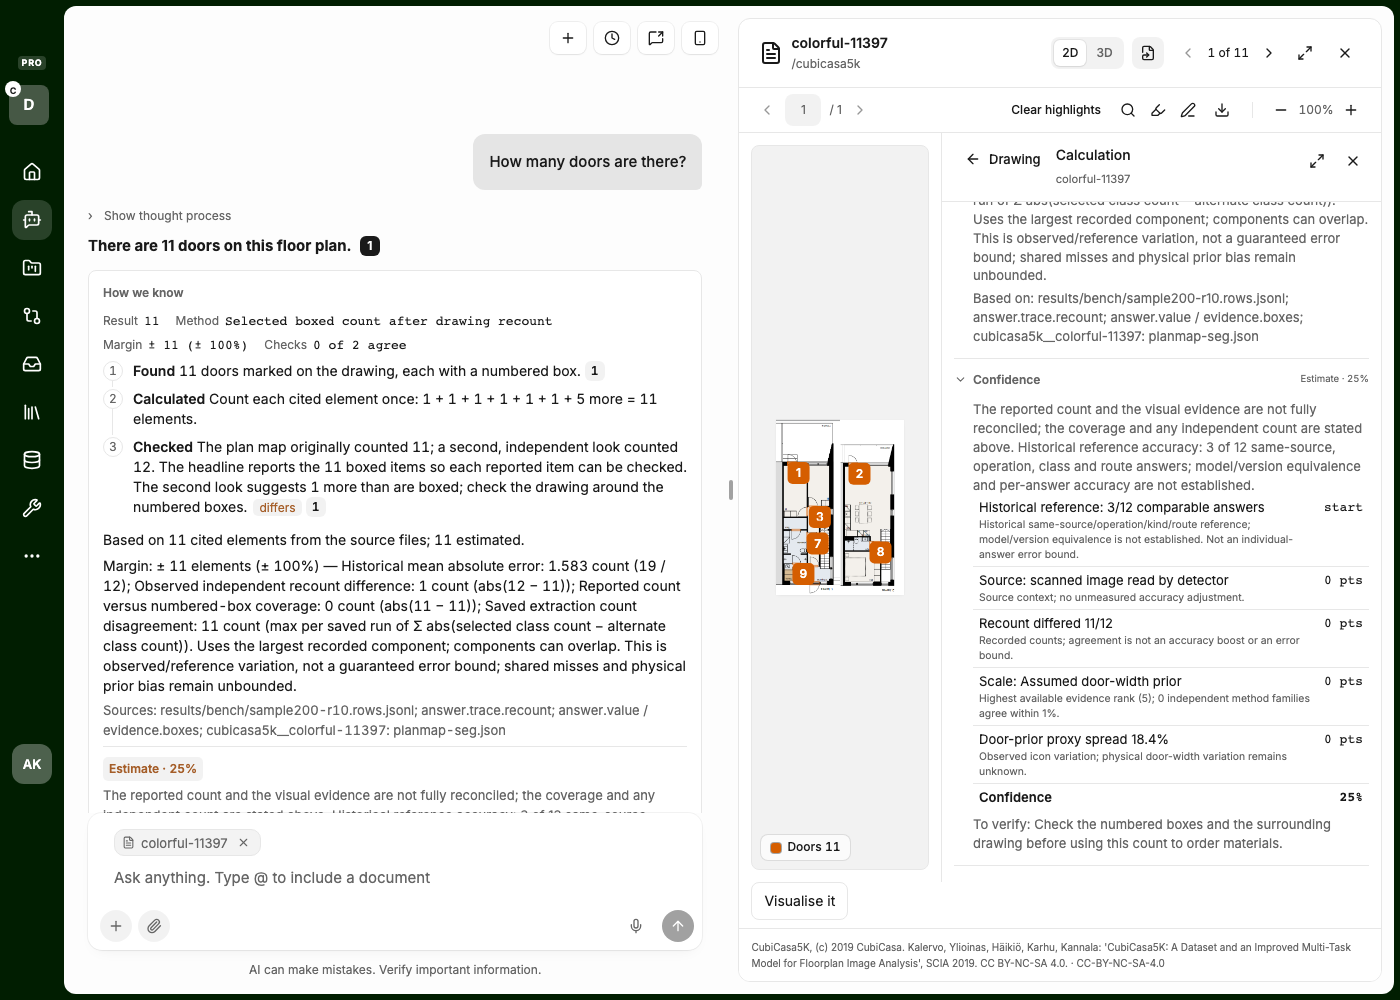 PRO
C
D
AK
How many doors are there?
Show thought process
There are 11 doors on this floor plan. 1
How we know
Result 11 Method Selected boxed count after drawing recount
Margin ± 11 (± 100%) Checks 0 of 2 agree
1 Found 11 doors marked on the drawing, each with a numbered box. 1
2 Calculated Count each cited element once: 1 + 1 + 1 + 1 + 1 + 1 + 5 more = 11
elements.
3 Checked The plan map originally counted 11; a second, independent look counted
12. The headline reports the 11 boxed items so each reported item can be checked.
The second look suggests 1 more than are boxed; check the drawing around the
numbered boxes. differs 1
Based on 11 cited elements from the source files; 11 estimated.
Margin: ± 11 elements (± 100%) — Historical mean absolute error: 1.583 count (19 /
12); Observed independent recount difference: 1 count (abs(12 − 11)); Reported count
versus numbered-box coverage: 0 count (abs(11 − 11)); Saved extraction count
disagreement: 11 count (max per saved run of Σ abs(selected class count − alternate
class count)). Uses the largest recorded component; components can overlap. This is
observed/reference variation, not a guaranteed error bound; shared misses and physical
prior bias remain unbounded.
Sources: results/bench/sample200-r10.rows.jsonl; answer.trace.recount; answer.value /
evidence.boxes; cubicasa5k__colorful-11397: planmap-seg.json
Estimate · 25%
The reported count and the visual evidence are not fully reconciled; the coverage and any
colorful-11397
Ask anything. Type @ to include a document
AI can make mistakes. Verify important information.
colorful-11397
/cubicasa5k
2D 3D
1 of 11
1 / 1
Clear highlights
100%
1
2
3
7
8
9
Doors 11
Visualise it
Drawing Calculation
colorful-11397
run of Σ abs(selected class count − alternate class count)).
Uses the largest recorded component; components can overlap.
This is observed/reference variation, not a guaranteed error
bound; shared misses and physical prior bias remain
unbounded.
Based on: results/bench/sample200-r10.rows.jsonl;
answer.trace.recount; answer.value / evidence.boxes;
cubicasa5k__colorful-11397: planmap-seg.json
Confidence Estimate · 25%
The reported count and the visual evidence are not fully
reconciled; the coverage and any independent count are stated
above. Historical reference accuracy: 3 of 12 same-source,
operation, class and route answers; model/version equivalence
and per-answer accuracy are not established.
Historical reference: 3/12 comparable answers start
Historical same-source/operation/kind/route reference;
model/version equivalence is not established. Not an individual-
answer error bound.
Source: scanned image read by detector 0 pts
Source context; no unmeasured accuracy adjustment.
Recount differed 11/12 0 pts
Recorded counts; agreement is not an accuracy boost or an error
bound.
Scale: Assumed door-width prior 0 pts
Highest available evidence rank (5); 0 independent method families
agree within 1%.
Door-prior proxy spread 18.4% 0 pts
Observed icon variation; physical door-width variation remains
unknown.
Confidence 25%
To verify: Check the numbered boxes and the surrounding
drawing before using this count to order materials.
CubiCasa5K, (c) 2019 CubiCasa. Kalervo, Ylioinas, Häikiö, Karhu, Kannala: 'CubiCasa5K: A Dataset and an Improved Multi-Task
Model for Floorplan Image Analysis', SCIA 2019. CC BY-NC-SA 4.0. · CC-BY-NC-SA-4.0